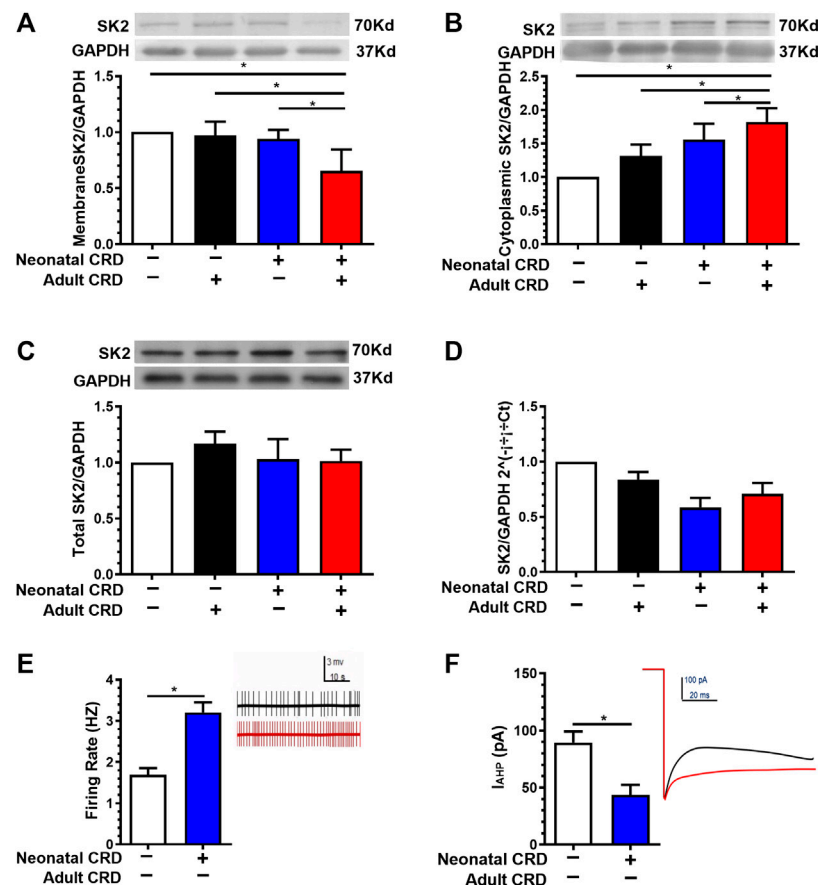 A
SK2 70Kd
GAPDH 37Kd
* * *
MembraneSK2/GAPDH
1.5
1.0
0.5
0.0
Neonatal CRD − − + +
Adult CRD − + − +
B
SK2 70Kd
GAPDH 37Kd
* * *
Cytoplasmic SK2/GAPDH
2.5
2.0
1.5
1.0
0.5
0.0
Neonatal CRD − − + +
Adult CRD − + − +
C
SK2 70Kd
GAPDH 37Kd
Total SK2/GAPDH
1.5
1.0
0.5
0.0
Neonatal CRD − − + +
Adult CRD − + − +
D
SK2/GAPDH 2^(-¡÷¡÷Ct)
1.5
1.0
0.5
0.0
Neonatal CRD − − + +
Adult CRD − + − +
E
Firing Rate (HZ)
4
3
2
1
0
*
3 mv
10 s
Neonatal CRD − +
Adult CRD − −
F
IAHP (pA)
150
100
50
0
*
100 pA
20 ms
Neonatal CRD − +
Adult CRD − −